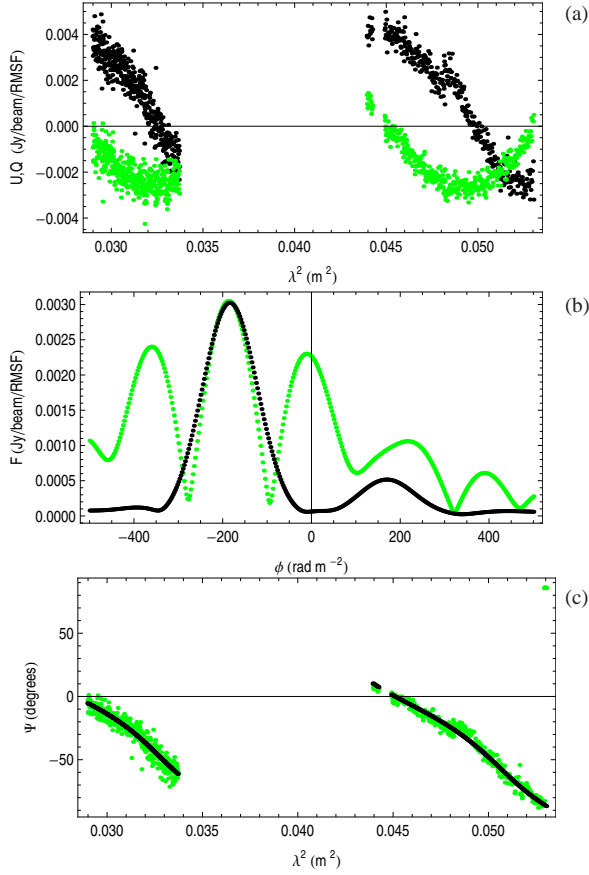 (a)
U,Q (Jy/beam/RMSF)
0.004
0.002
0.000
−0.002
−0.004
0.030 0.035 0.040 0.045 0.050
λ² (m²)
(b)
F (Jy/beam/RMSF)
0.0030
0.0025
0.0020
0.0015
0.0010
0.0005
0.0000
−400 −200 0 200 400
ϕ (rad m⁻²)
(c)
Ψ (degrees)
50
0
−50
0.030 0.035 0.040 0.045 0.050
λ² (m²)